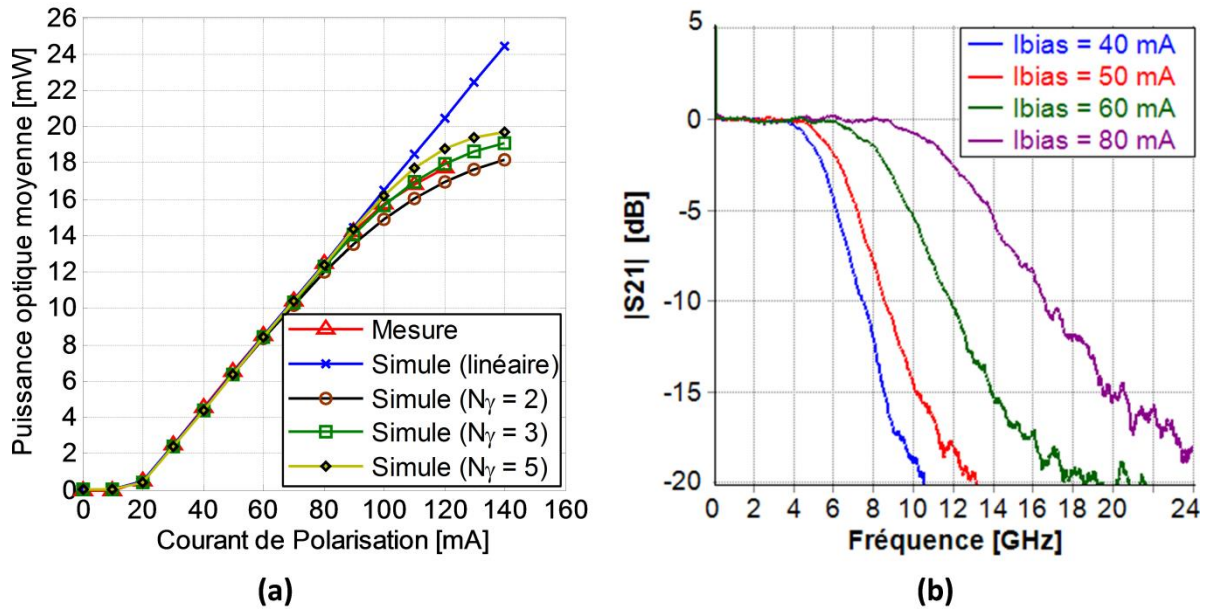 26
24
22
20
18
16
14
12
10
8
6
4
2
0
Puissance optique moyenne [mW]
Mesure
Simule (linéaire)
Simule (Nγ = 2)
Simule (Nγ = 3)
Simule (Nγ = 5)
0 20 40 60 80 100 120 140 160
Courant de Polarisation [mA]
(a)
5
0
-5
-10
-15
-20
|S21| [dB]
Ibias = 40 mA
Ibias = 50 mA
Ibias = 60 mA
Ibias = 80 mA
0 2 4 6 8 10 12 14 16 18 20 22 24
Fréquence [GHz]
(b)